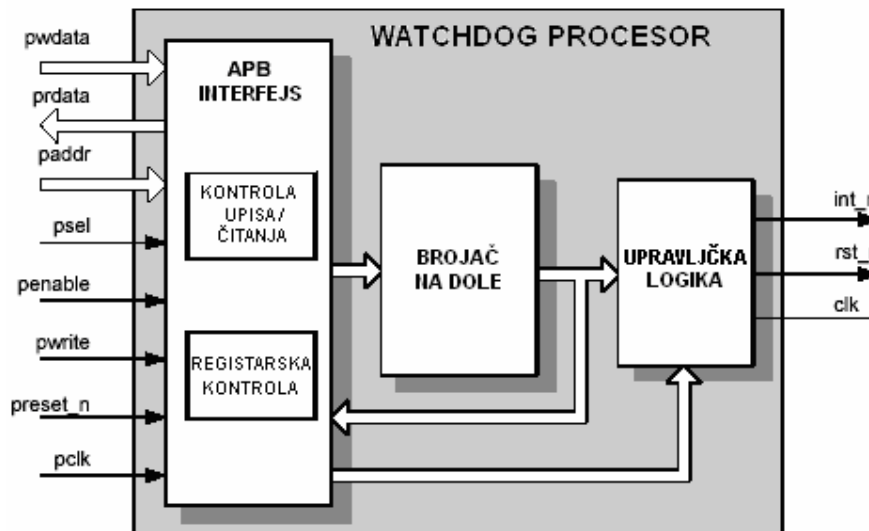 WATCHDOG PROCESOR
pwdata
prdata
paddr
psel
penable
pwrite
preset_n
pclk
APB
INTERFEJS
KONTROLA
UPISA/
ČITANJA
REGISTARSKA
KONTROLA
BROJAČ
NA DOLE
UPRAVLJČKA
LOGIKA
clk